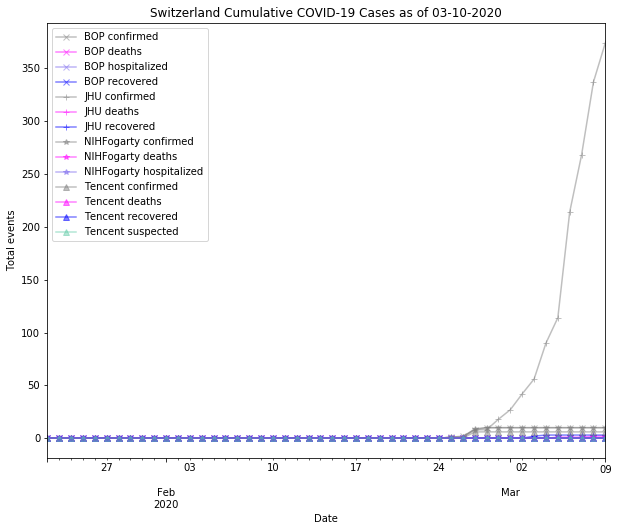 Switzerland Cumulative COVID-19 Cases as of 03-10-2020
BOP confirmed
BOP deaths
BOP hospitalized
BOP recovered
JHU confirmed
JHU deaths
JHU recovered
NIHFogarty confirmed
NIHFogarty deaths
NIHFogarty hospitalized
Tencent confirmed
Tencent deaths
Tencent recovered
Tencent suspected
350
300
250
200
150
100
50
0
Total events
27 03 10 17 24 02 09
Feb Mar
2020
Date